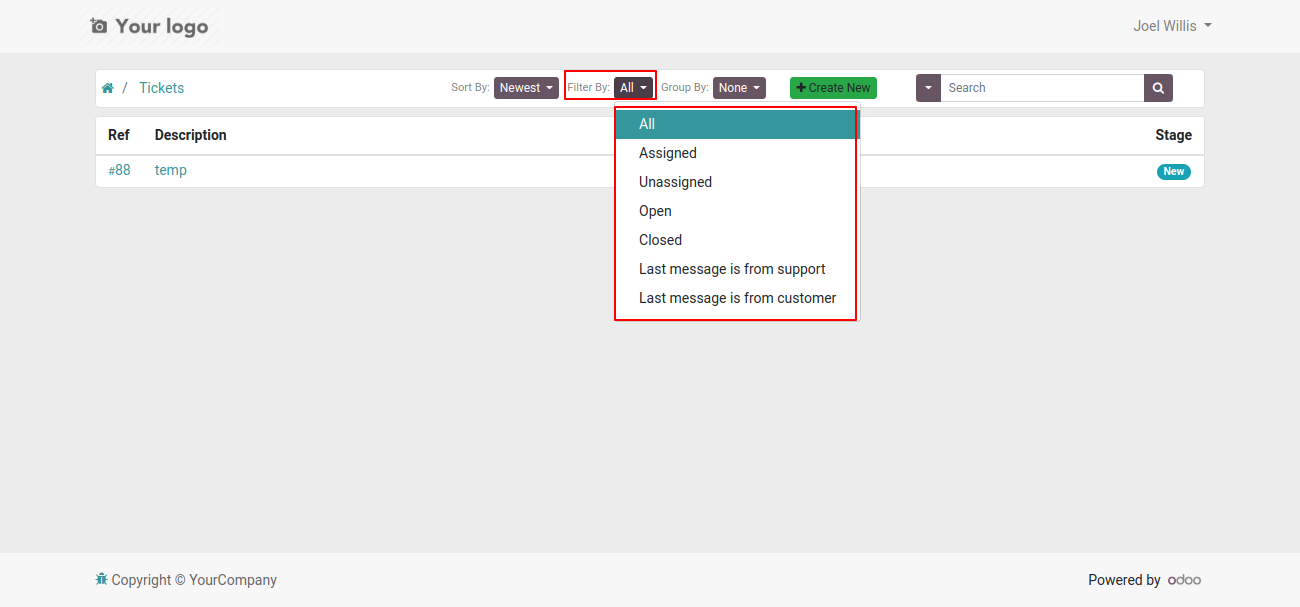 Your logo
Joel Willis
/ Tickets
Sort By: Newest Filter By: All Group By: None Create New Search
All
Assigned
Unassigned
Open
Closed
Last message is from support
Last message is from customer
Ref Description Stage
#88 temp New
Copyright © YourCompany
Powered by odoo